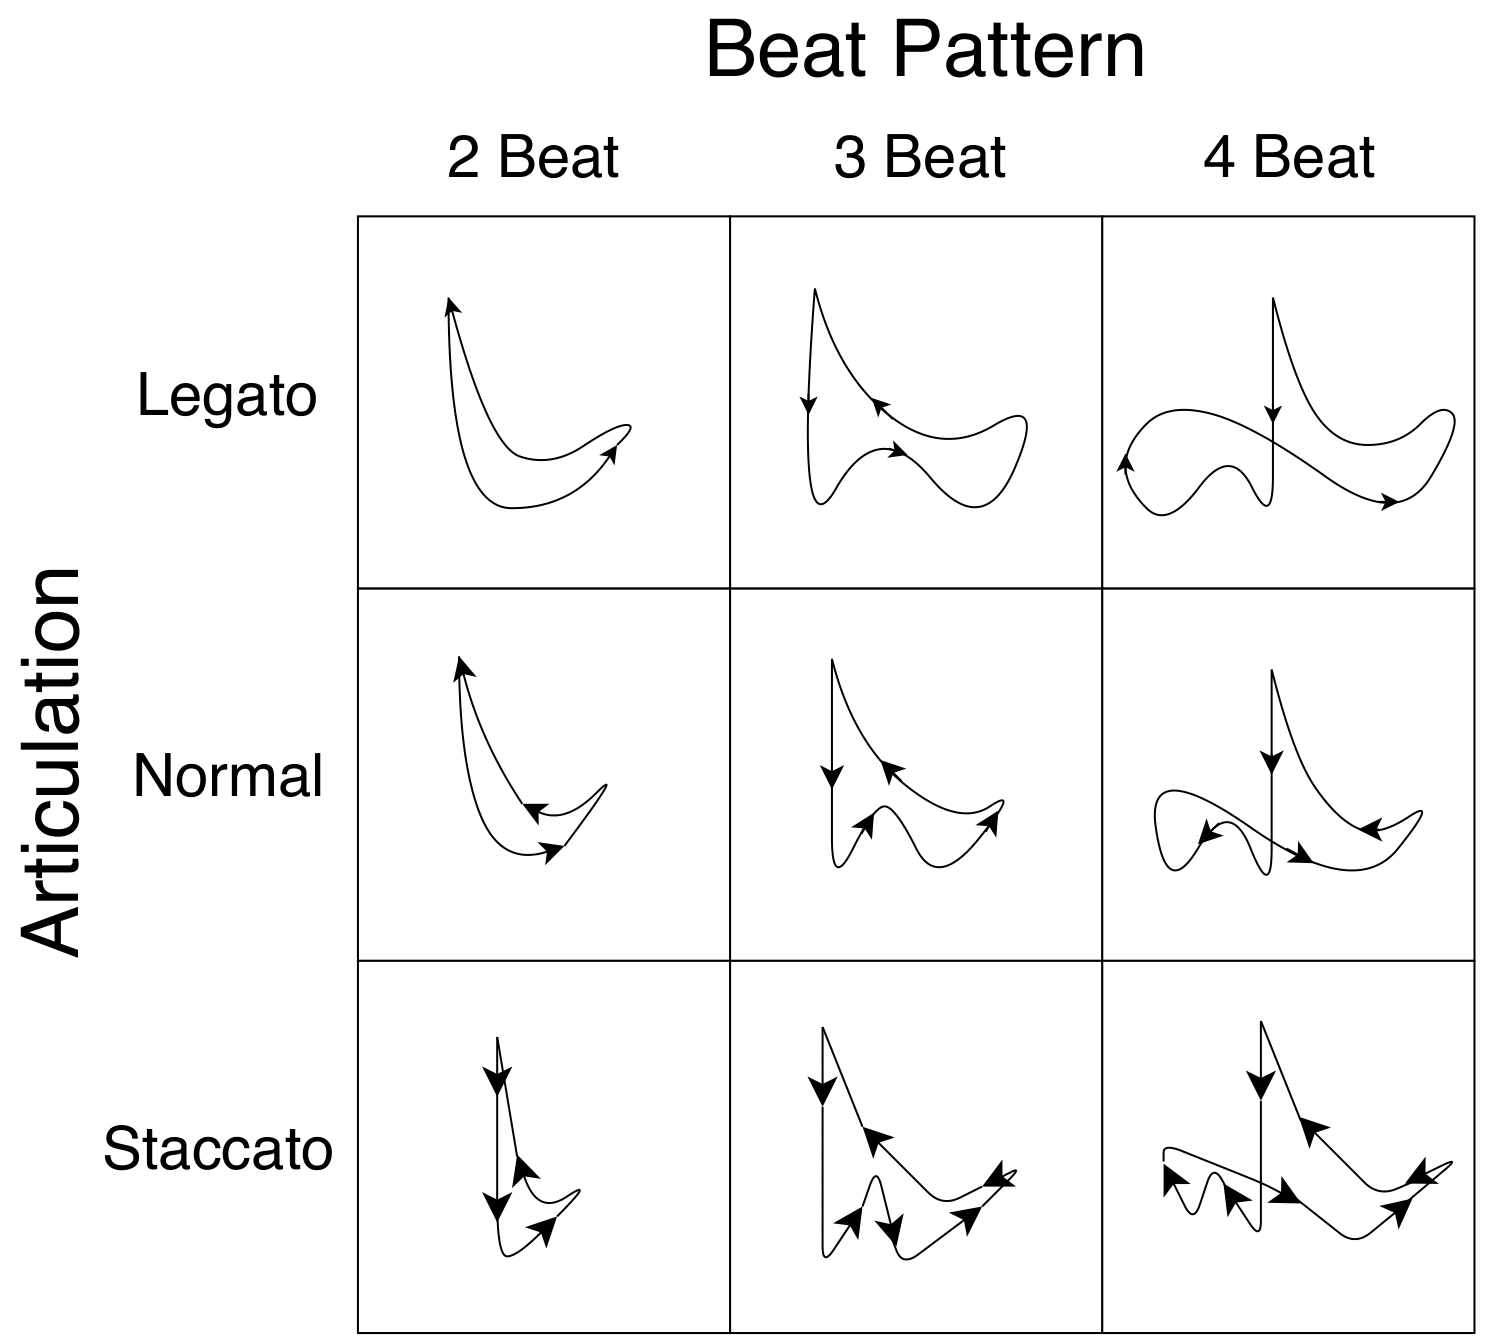 Beat Pattern
2 Beat
3 Beat
4 Beat
Articulation
Legato
Normal
Staccato